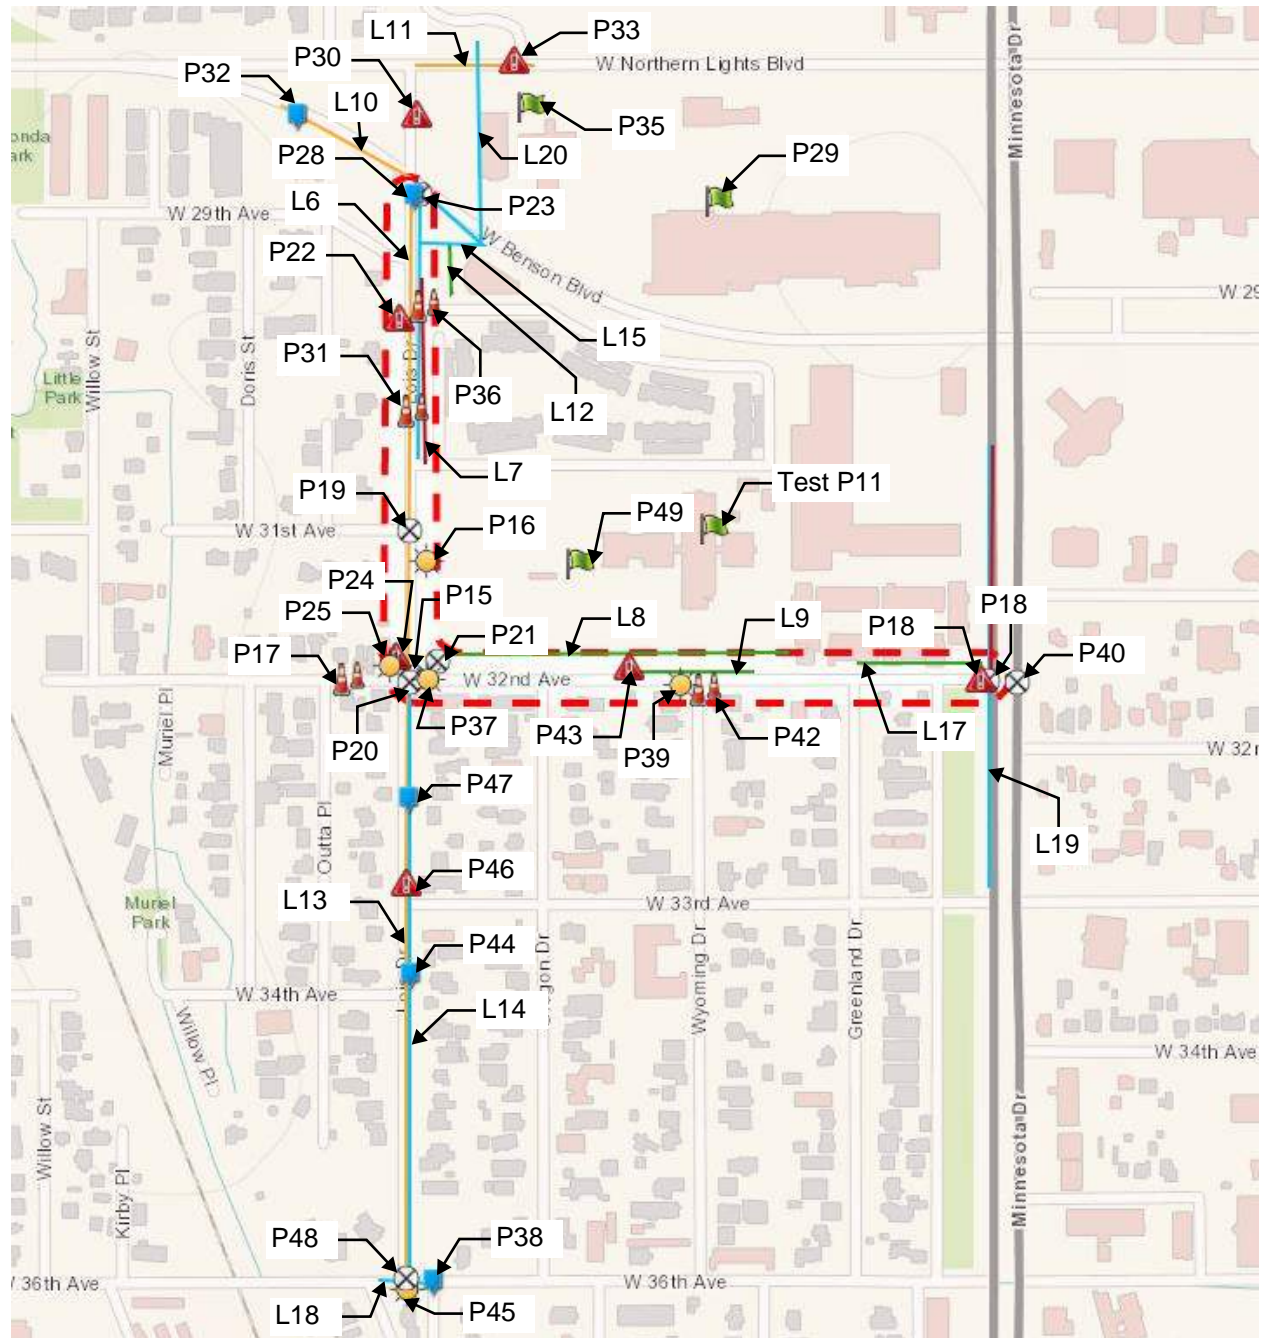 L11
P33
P30
W Northern Lights Blvd
P32
L10
P35
Minnesota Dr
onda
ark
P28
L20
P29
L6
P23
W 29th Ave
P22
W Benson Blvd
W 29
L15
Willow St
Doris St
P31
Lois Dr
Little
Park
P36
L12
L7
Test P11
P19
P49
W 31st Ave
P16
P24
P15
P25
L8
L9
P18
P18
P21
P17
P40
W 32nd Ave
Muriel Pl
P20
P37
P43
P39
P42
L17
W 32n
P47
Outta Pl
L19
P46
Muriel
Park
L13
W 33rd Ave
P44
Wyoming Dr
Greenland Dr
W 34th Ave
L14
Willow Pl
W 34th Ave
Willow St
Minnesota Dr
Kirby Pl
P48
P38
W 36th Ave
W 36th Ave
L18
P45